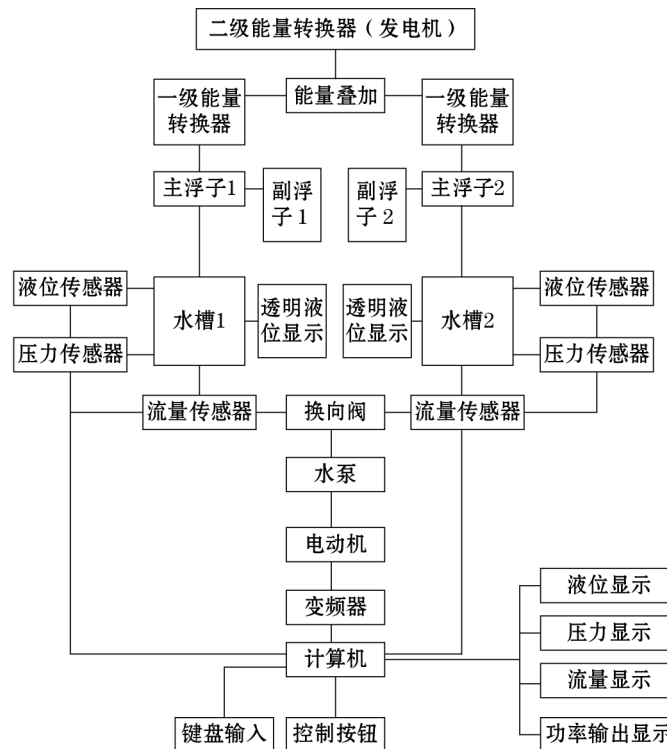 二级能量转换器（发电机）
一级能量
转换器
能量叠加
一级能量
转换器
主浮子1
副浮
子1
副浮
子2
主浮子2
液位传感器
水槽1
透明液
位显示
透明液
位显示
水槽2
液位传感器
压力传感器
压力传感器
流量传感器
换向阀
流量传感器
水泵
电动机
变频器
计算机
液位显示
压力显示
流量显示
功率输出显示
键盘输入
控制按钮